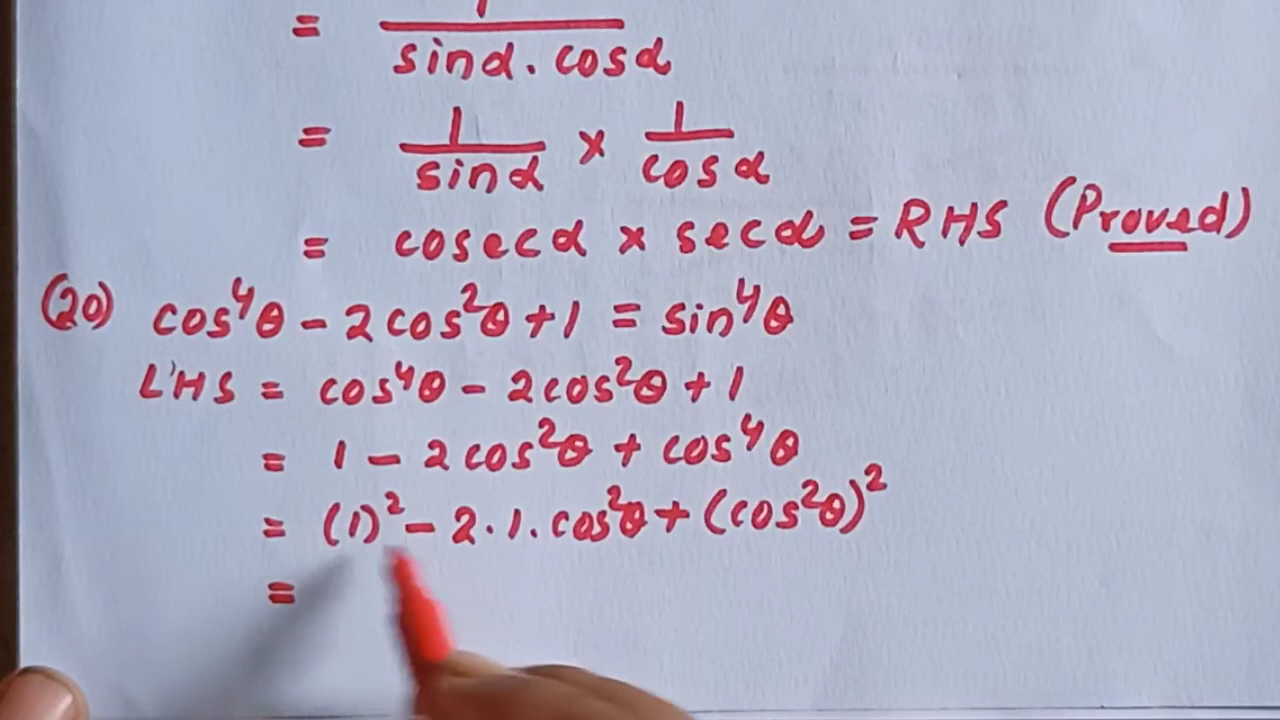 = 1/sinα. cosα
= 1/sinα × 1/cosα
= cosecα × secα = RHS (Proved)
(20) cos⁴θ - 2cos²θ + 1 = sin⁴θ
L'HS = cos⁴θ - 2cos²θ + 1
= 1 - 2cos²θ + cos⁴θ
= (1)² - 2.1.cos²θ + (cos²θ)²
=